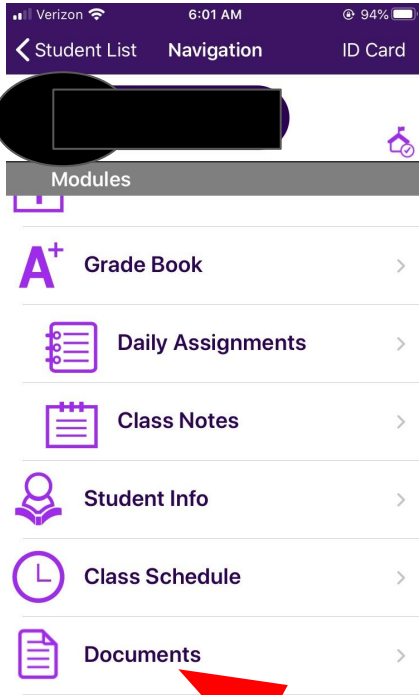 Verizon 6:01 AM 94%
Student List Navigation ID Card
Modules
A+ Grade Book
Daily Assignments
Class Notes
Student Info
Class Schedule
Documents